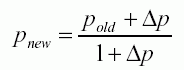 p_new = (p_old + Δp) / (1 + Δp)